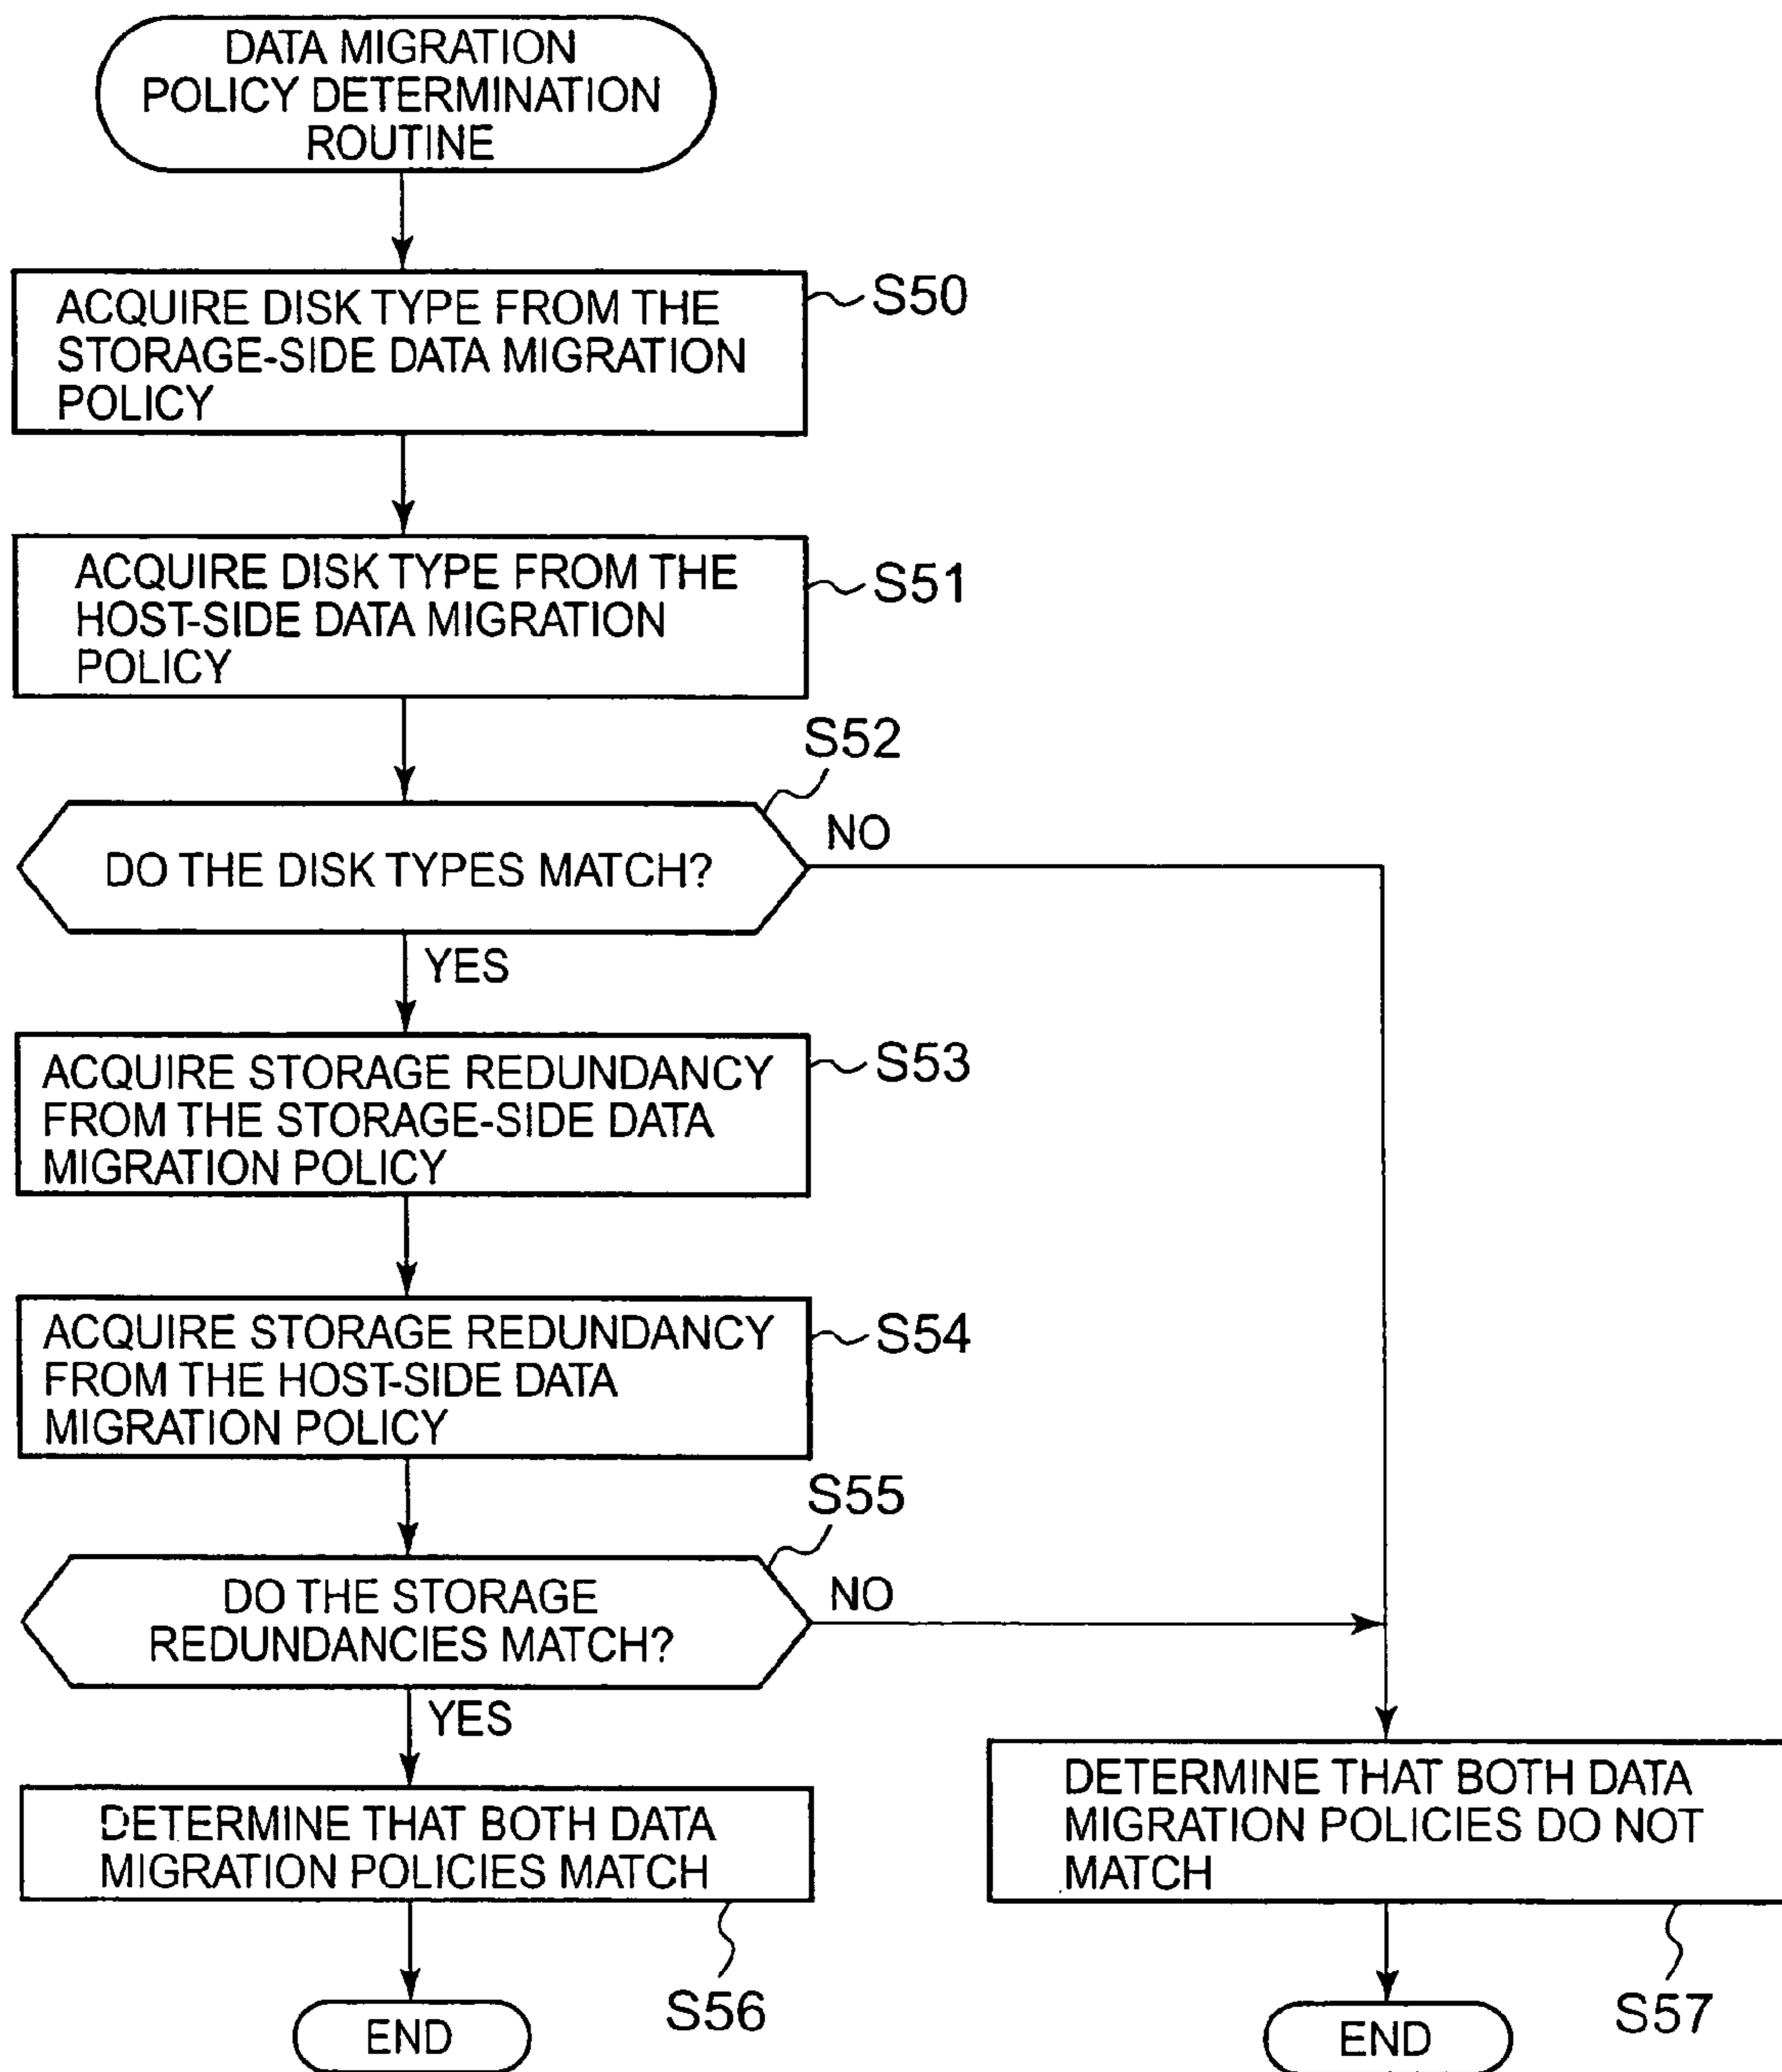 DATA MIGRATION
POLICY DETERMINATION
ROUTINE
ACQUIRE DISK TYPE FROM THE
STORAGE-SIDE DATA MIGRATION
POLICY
S50
ACQUIRE DISK TYPE FROM THE
HOST-SIDE DATA MIGRATION
POLICY
S51
S52
DO THE DISK TYPES MATCH?
NO
YES
ACQUIRE STORAGE REDUNDANCY
FROM THE STORAGE-SIDE DATA
MIGRATION POLICY
S53
ACQUIRE STORAGE REDUNDANCY
FROM THE HOST-SIDE DATA
MIGRATION POLICY
S54
S55
DO THE STORAGE
REDUNDANCIES MATCH?
NO
YES
DETERMINE THAT BOTH DATA
MIGRATION POLICIES MATCH
S56
END
DETERMINE THAT BOTH DATA
MIGRATION POLICIES DO NOT
MATCH
S57
END